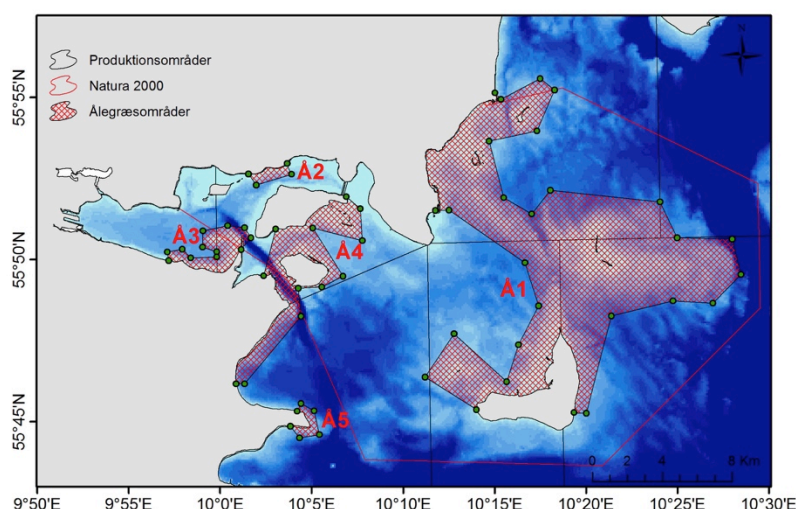 N
Produktionsområder
Natura 2000
Ålegræsområder
55°55'N
Å2
Å3
Å4
55°50'N
Å1
Å5
55°45'N
0 2 4 8 Km
9°50'E 9°55'E 10°0'E 10°5'E 10°10'E 10°15'E 10°20'E 10°25'E 10°30'E